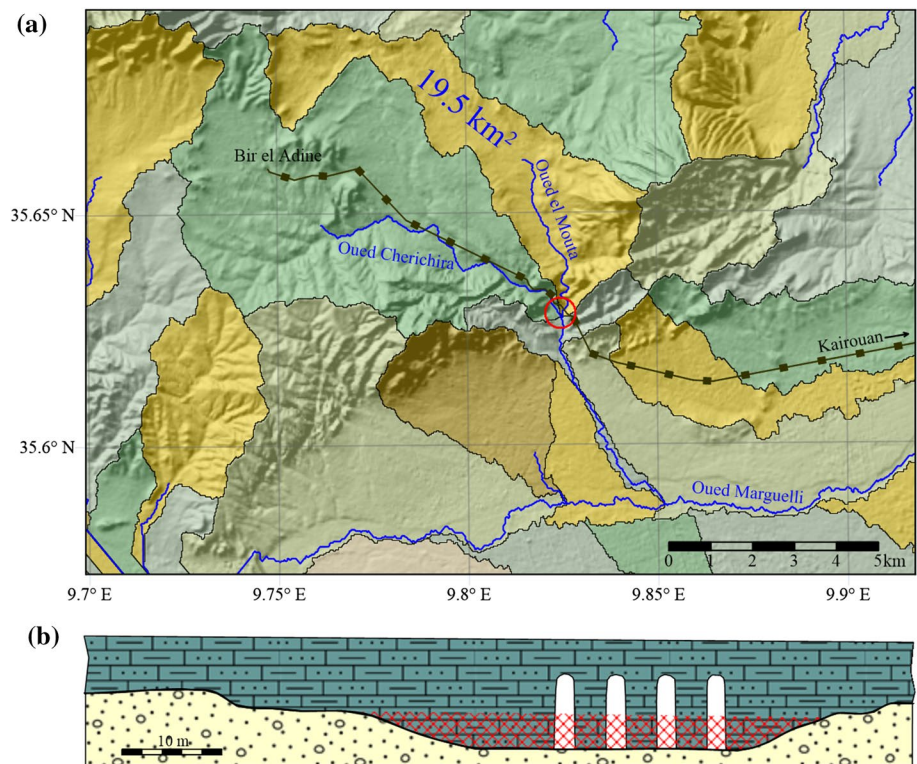 (a)
19.5 km²
Bir el Adine
Oued el Mouta
35.65° N
Oued Cherichira
Kairouan
35.6° N
Oued Marguelli
0 1 2 3 4 5km
9.7° E 9.75° E 9.8° E 9.85° E 9.9° E
(b)
10 m